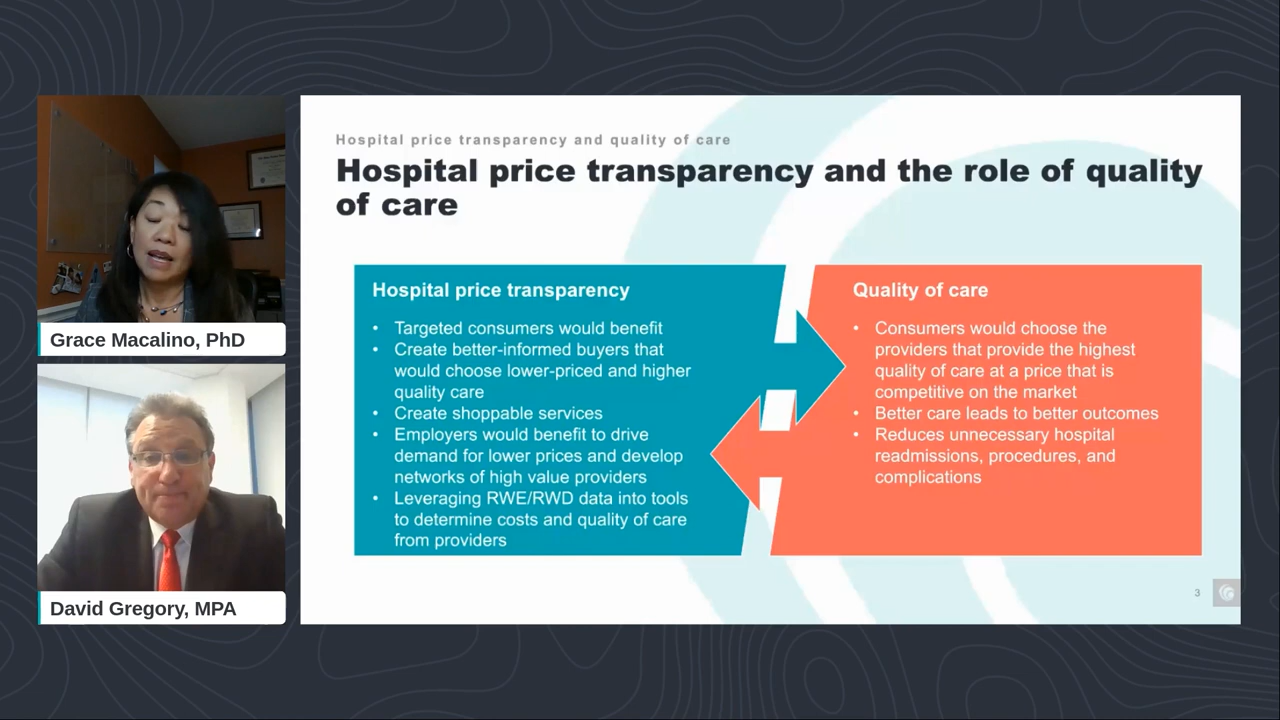 Grace Macalino, PhD
David Gregory, MPA
Hospital price transparency and quality of care
Hospital price transparency and the role of quality
of care
Hospital price transparency
• Targeted consumers would benefit
• Create better-informed buyers that
would choose lower-priced and higher
quality care
• Create shoppable services
• Employers would benefit to drive
demand for lower prices and develop
networks of high value providers
• Leveraging RWE/RWD data into tools
to determine costs and quality of care
from providers
Quality of care
• Consumers would choose the
providers that provide the highest
quality of care at a price that is
competitive on the market
• Better care leads to better outcomes
• Reduces unnecessary hospital
readmissions, procedures, and
complications
3